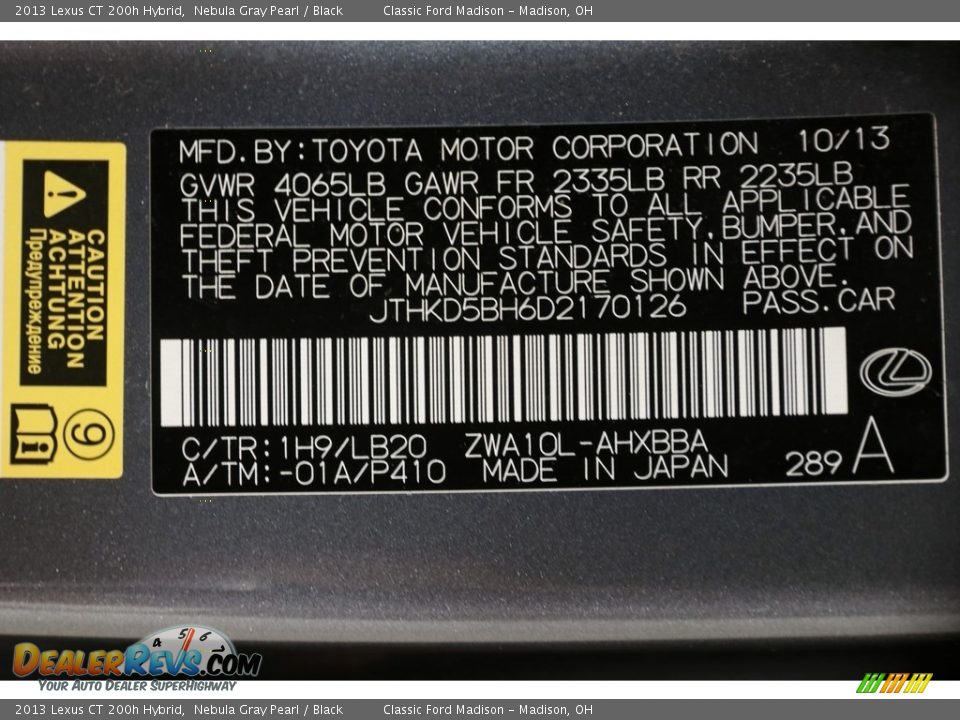 2013 Lexus CT 200h Hybrid, Nebula Gray Pearl / Black Classic Ford Madison - Madison, OH
MFD.BY:TOYOTA MOTOR CORPORATION 10/13
GVWR 4065LB GAWR FR 2335LB RR 2235LB
THIS VEHICLE CONFORMS TO ALL APPLICABLE
FEDERAL MOTOR VEHICLE SAFETY,BUMPER,AND
THEFT PREVENTION STANDARDS IN EFFECT ON
THE DATE OF MANUFACTURE SHOWN ABOVE.
JTHKD5BH6D2170126 PASS.CAR
C/TR:1H9/LB20 ZWA10L-AHXBBA
A/TM:-01A/P410 MADE IN JAPAN 289 A
CAUTION
ATTENTION
ACHTUNG
Предупреждение
9
4 5 6
DEALERREVS.COM
YOUR AUTO DEALER SUPERHIGHWAY
2013 Lexus CT 200h Hybrid, Nebula Gray Pearl / Black Classic Ford Madison - Madison, OH